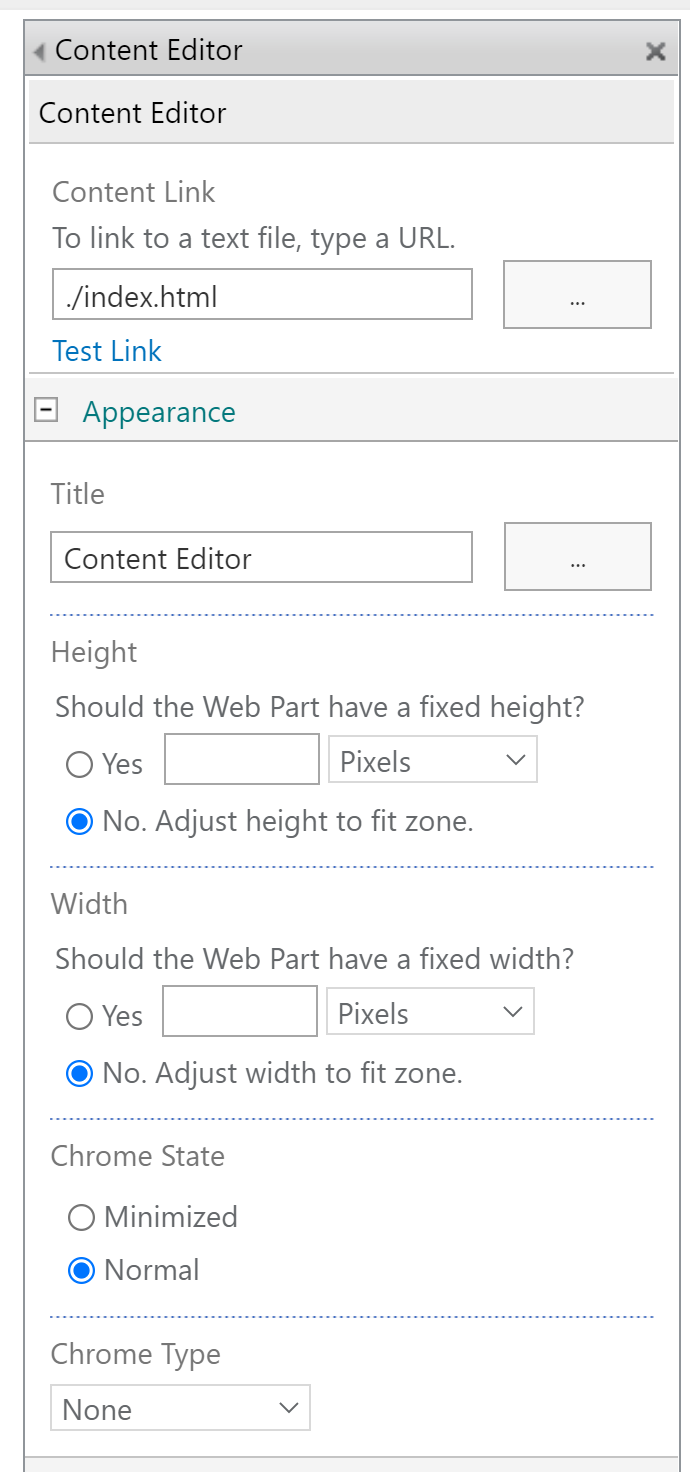 Content Editor
Content Editor
Content Link
To link to a text file, type a URL.
./index.html
...
Test Link
Appearance
Title
Content Editor
...
Height
Should the Web Part have a fixed height?
Yes
Pixels
No. Adjust height to fit zone.
Width
Should the Web Part have a fixed width?
Yes
Pixels
No. Adjust width to fit zone.
Chrome State
Minimized
Normal
Chrome Type
None